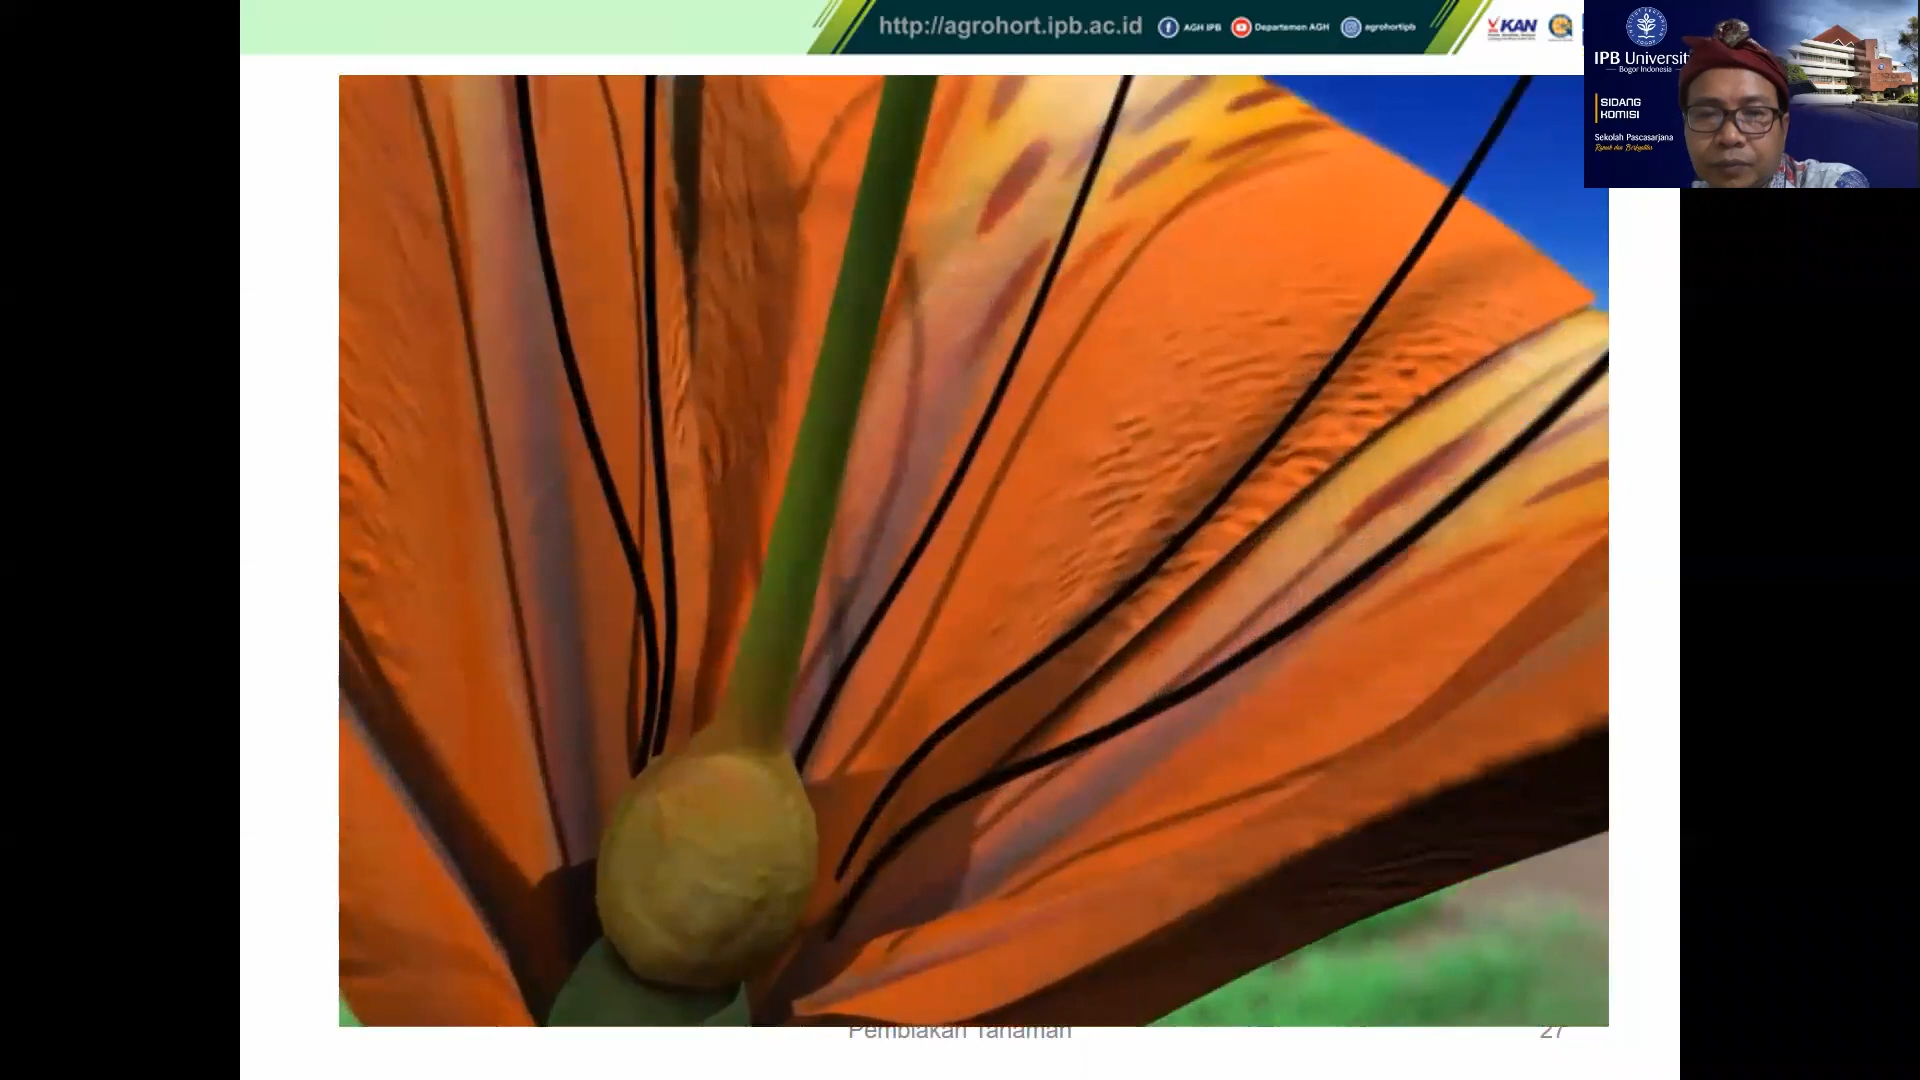 http://agrohort.ipb.ac.id
AGH IPB
Departemen AGH
agrohortipb
KAN
IPB Universit
Bogor Indonesia
SIDANG
KOMISI
Sekolah Pascasarjana
Pembiakan Tanaman
27